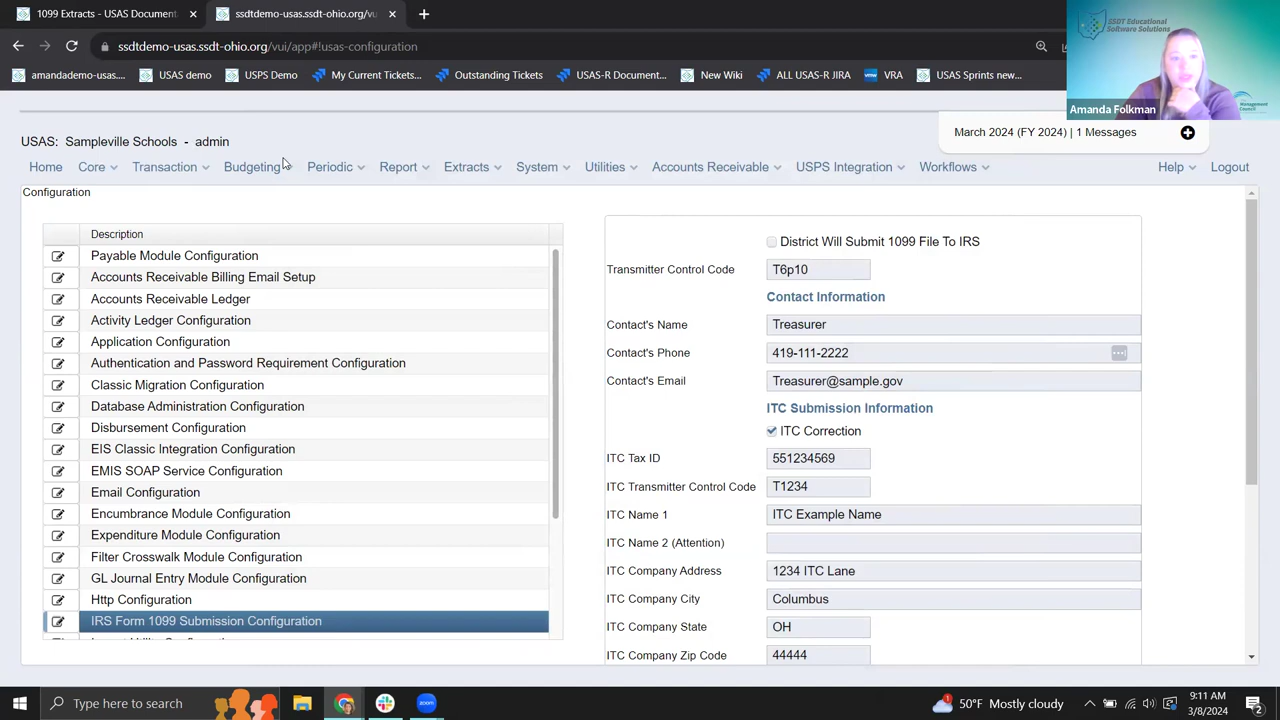 1099 Extracts - USAS Document
ssdtdemo-usas.ssdt-ohio.org/vu
ssdtdemo-usas.ssdt-ohio.org/vui/app#!usas-configuration
amandademo-usas... USAS demo USPS Demo My Current Tickets... Outstanding Tickets USAS-R Document... New Wiki ALL USAS-R JIRA VRA USAS Sprints new...
SSDT Educational
Software Solutions
Management
Council
Amanda Folkman
March 2024 (FY 2024) | 1 Messages
USAS: Sampleville Schools - admin
Home Core Transaction Budgeting Periodic Report Extracts System Utilities Accounts Receivable USPS Integration Workflows Help Logout
Configuration
Description
Payable Module Configuration
Accounts Receivable Billing Email Setup
Accounts Receivable Ledger
Activity Ledger Configuration
Application Configuration
Authentication and Password Requirement Configuration
Classic Migration Configuration
Database Administration Configuration
Disbursement Configuration
EIS Classic Integration Configuration
EMIS SOAP Service Configuration
Email Configuration
Encumbrance Module Configuration
Expenditure Module Configuration
Filter Crosswalk Module Configuration
GL Journal Entry Module Configuration
Http Configuration
IRS Form 1099 Submission Configuration
District Will Submit 1099 File To IRS
Transmitter Control Code T6p10
Contact Information
Contact's Name Treasurer
Contact's Phone 419-111-2222
Contact's Email Treasurer@sample.gov
ITC Submission Information
ITC Correction
ITC Tax ID 551234569
ITC Transmitter Control Code T1234
ITC Name 1 ITC Example Name
ITC Name 2 (Attention)
ITC Company Address 1234 ITC Lane
ITC Company City Columbus
ITC Company State OH
ITC Company Zip Code 44444
Type here to search
1
50°F Mostly cloudy
9:11 AM
3/8/2024
2